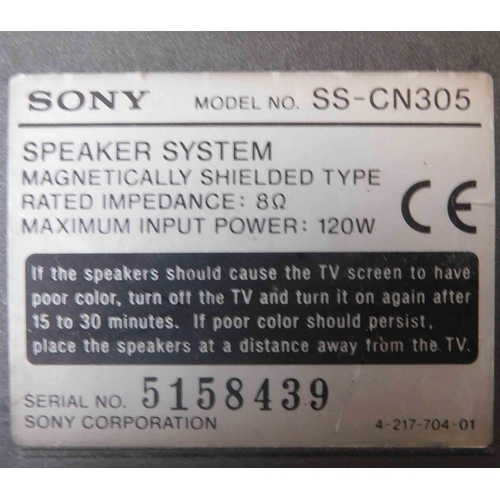 SONY MODEL NO. SS-CN305
SPEAKER SYSTEM
MAGNETICALLY SHIELDED TYPE
RATED IMPEDANCE: 8Ω
MAXIMUM INPUT POWER: 120W
CE
If the speakers should cause the TV screen to have
poor color, turn off the TV and turn it on again after
15 to 30 minutes. If poor color should persist,
place the speakers at a distance away from the TV.
SERIAL NO. 5158439
SONY CORPORATION 4-217-704-01